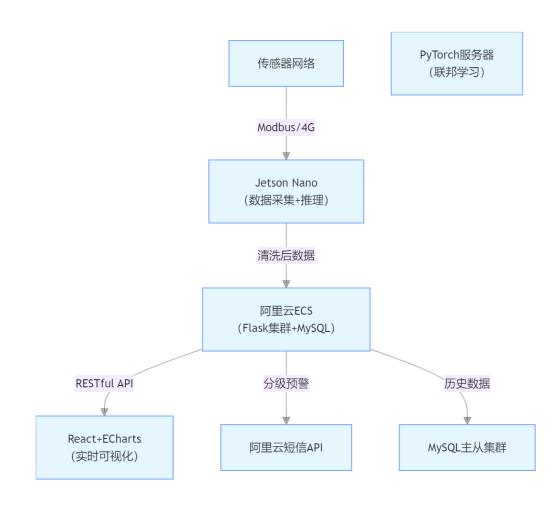 传感器网络
PyTorch服务器
（联邦学习）
Modbus/4G
Jetson Nano
（数据采集+推理）
清洗后数据
阿里云ECS
（Flask集群+MySQL）
RESTful API
分级预警
历史数据
React+ECharts
（实时可视化）
阿里云短信API
MySQL主从集群